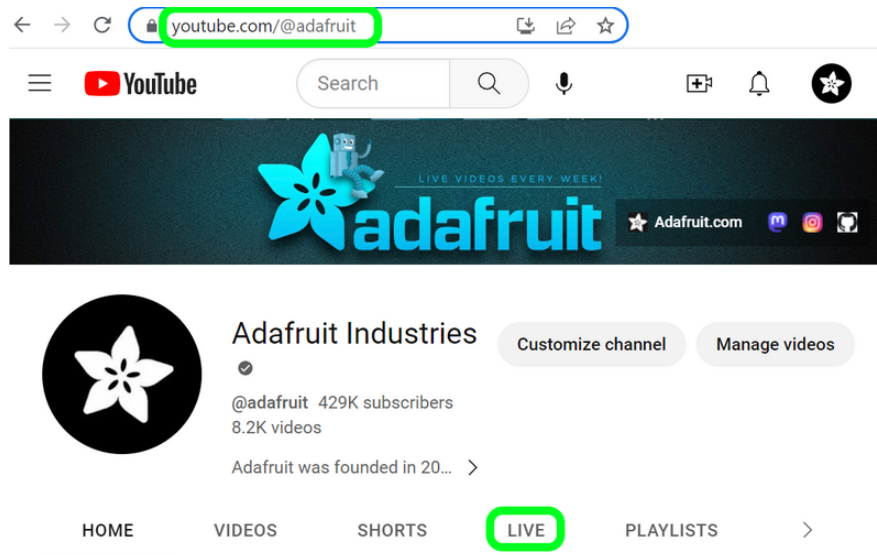 youtube.com/@adafruit
YouTube
Search
LIVE VIDEOS EVERY WEEK!
adafruit
Adafruit.com
Adafruit Industries
Customize channel
Manage videos
@adafruit 429K subscribers
8.2K videos
Adafruit was founded in 20...
HOME VIDEOS SHORTS LIVE PLAYLISTS